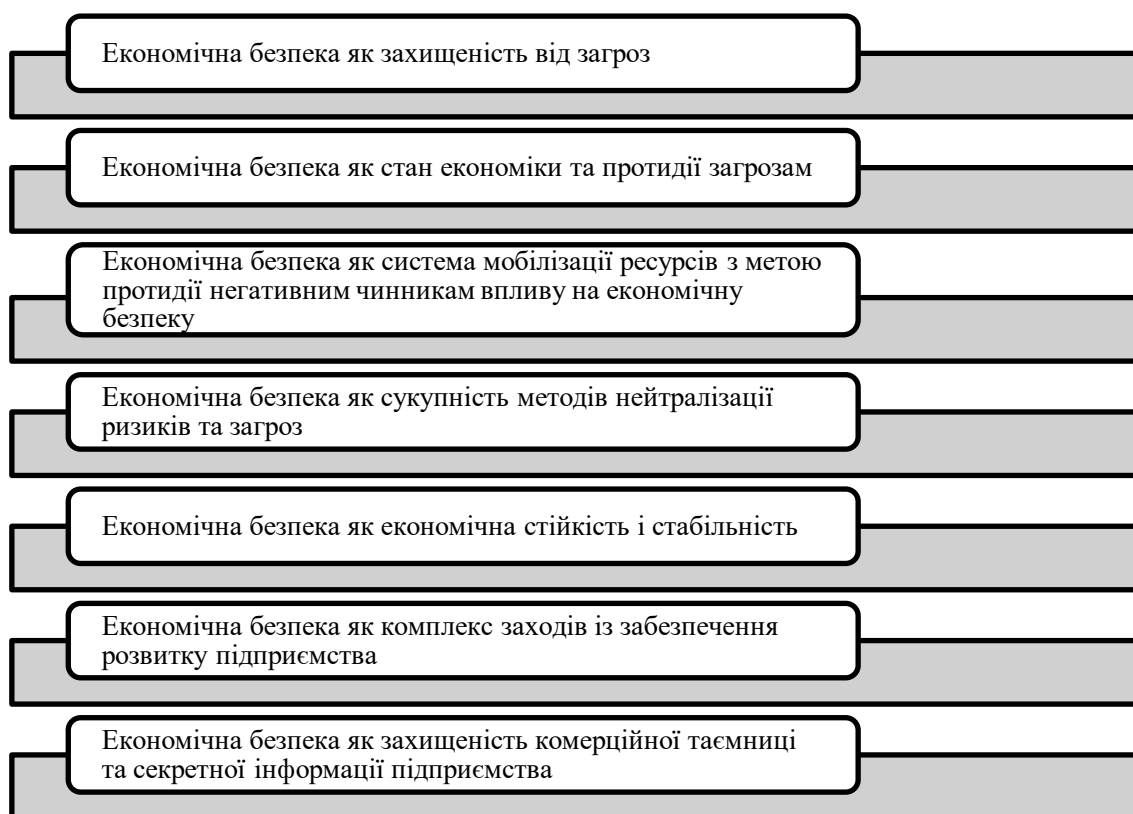 Економічна безпека як захищеність від загроз
Економічна безпека як стан економіки та протидії загрозам
Економічна безпека як система мобілізації ресурсів з метою
протидії негативним чинникам впливу на економічну
безпеку
Економічна безпека як сукупність методів нейтралізації
ризиків та загроз
Економічна безпека як економічна стійкість і стабільність
Економічна безпека як комплекс заходів із забезпечення
розвитку підприємства
Економічна безпека як захищеність комерційної таємниці
та секретної інформації підприємства